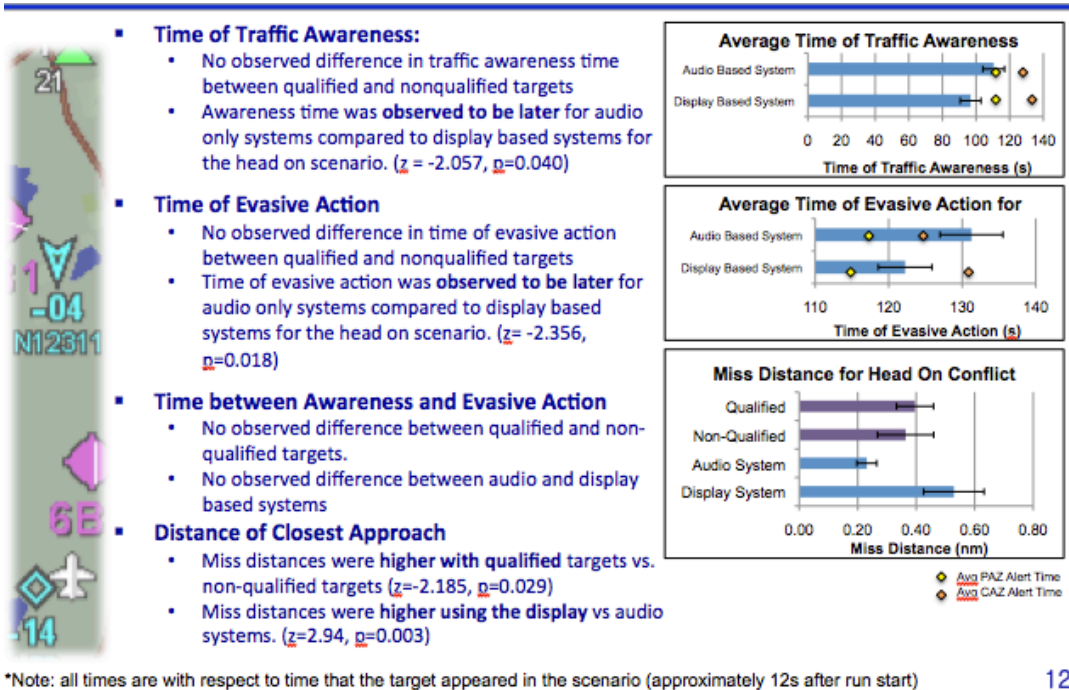 ▪ Time of Traffic Awareness:
• No observed difference in traffic awareness time
between qualified and nonqualified targets
• Awareness time was observed to be later for audio
only systems compared to display based systems for
the head on scenario. (z = -2.057, p=0.040)
▪ Time of Evasive Action
• No observed difference in time of evasive action
between qualified and nonqualified targets
• Time of evasive action was observed to be later for
audio only systems compared to display based
systems for the head on scenario. (z= -2.356,
p=0.018)
▪ Time between Awareness and Evasive Action
• No observed difference between qualified and non-
qualified targets.
• No observed difference between audio and display
based systems
▪ Distance of Closest Approach
• Miss distances were higher with qualified targets vs.
non-qualified targets (z=-2.185, p=0.029)
• Miss distances were higher using the display vs audio
systems. (z=2.94, p=0.003)
21
-04
N12311
6B
-14
Average Time of Traffic Awareness
Audio Based System
Display Based System
0 20 40 60 80 100 120 140
Time of Traffic Awareness (s)
Average Time of Evasive Action for
Audio Based System
Display Based System
110 120 130 140
Time of Evasive Action (s)
Miss Distance for Head On Conflict
Qualified
Non-Qualified
Audio System
Display System
0.00 0.20 0.40 0.60 0.80
Miss Distance (nm)
Avg PAZ Alert Time
Avg CAZ Alert Time
*Note: all times are with respect to time that the target appeared in the scenario (approximately 12s after run start)
12